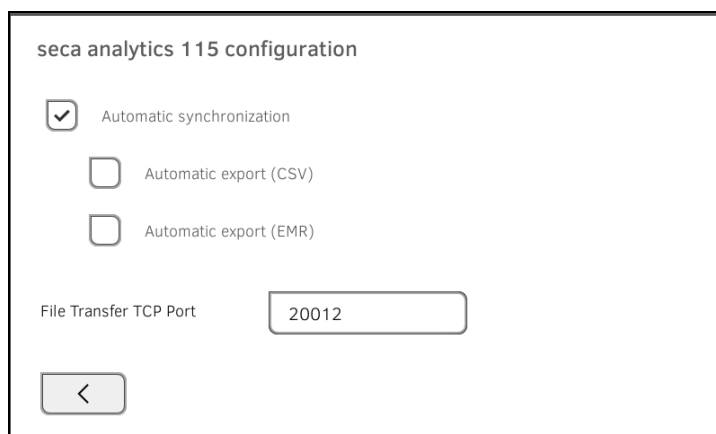 seca analytics 115 configuration
Automatic synchronization
Automatic export (CSV)
Automatic export (EMR)
File Transfer TCP Port
20012